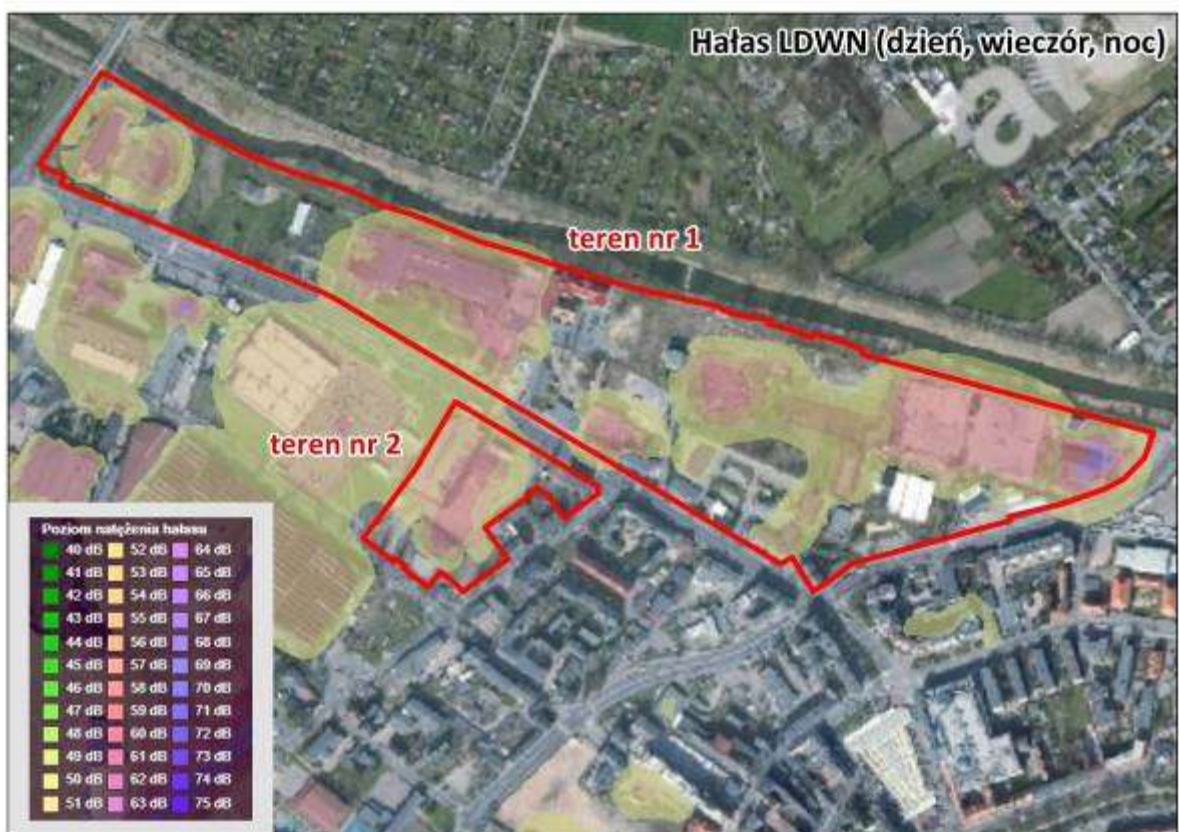 Hałas LDWN (dzień, wieczór, noc)
teren nr 1
teren nr 2
Poziom natężenia hałasu
40 dB 52 dB 64 dB
41 dB 53 dB 65 dB
42 dB 54 dB 66 dB
43 dB 55 dB 67 dB
44 dB 56 dB 68 dB
45 dB 57 dB 69 dB
46 dB 58 dB 70 dB
47 dB 59 dB 71 dB
48 dB 60 dB 72 dB
49 dB 61 dB 73 dB
50 dB 62 dB 74 dB
51 dB 63 dB 75 dB